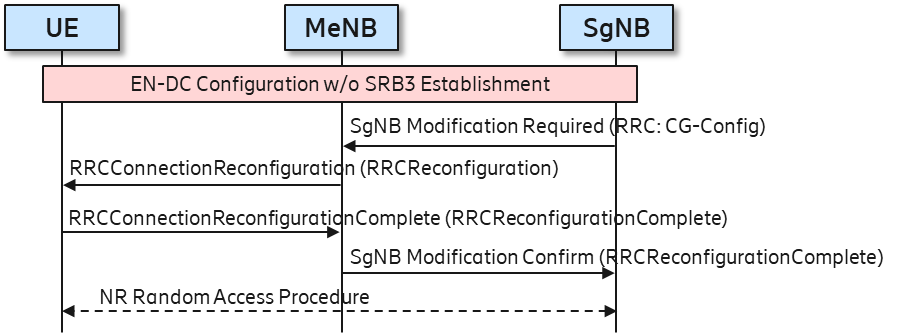 UE
MeNB
SgNB
EN-DC Configuration w/o SRB3 Establishment
SgNB Modification Required (RRC: CG-Config)
RRCConnectionReconfiguration (RRCReconfiguration)
RRCConnectionReconfigurationComplete (RRCReconfigurationComplete)
SgNB Modification Confirm (RRCReconfigurationComplete)
NR Random Access Procedure